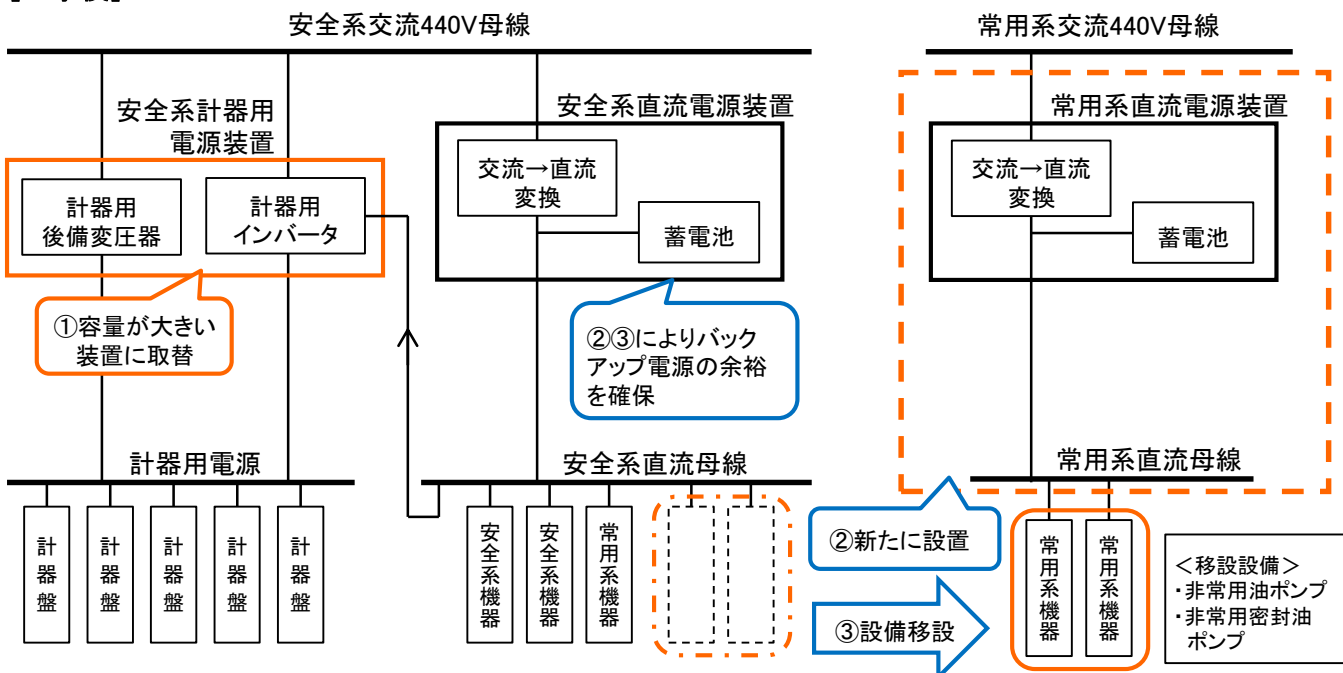 安全系交流440V母線
常用系交流440V母線
安全系計器用
電源装置
安全系直流電源装置
常用系直流電源装置
計器用
後備変圧器
計器用
インバータ
交流→直流
変換
蓄電池
交流→直流
変換
蓄電池
①容量が大きい
装置に取替
②③によりバック
アップ電源の余裕
を確保
計器用電源
安全系直流母線
常用系直流母線
計器盤
計器盤
計器盤
計器盤
計器盤
安全系機器
安全系機器
常用系機器
②新たに設置
③設備移設
常用系機器
常用系機器
＜移設設備＞
・非常用油ポンプ
・非常用密封油
ポンプ